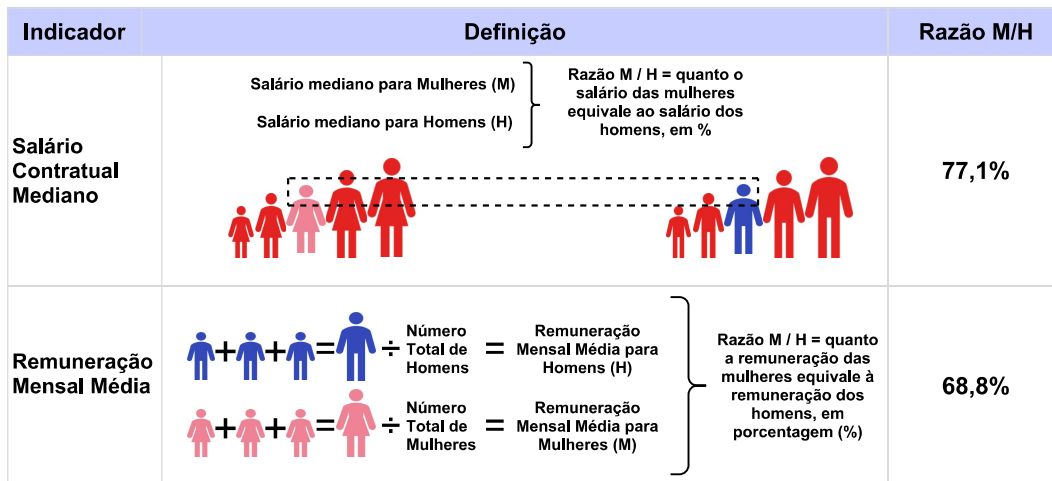 Indicador
Definição
Razão M/H
Salário
Contratual
Mediano
Salário mediano para Mulheres (M)
Salário mediano para Homens (H)
Razão M / H = quanto o
salário das mulheres
equivale ao salário dos
homens, em %
77,1%
Remuneração
Mensal Média
+ + = ÷
Número
Total de
Homens
=
Remuneração
Mensal Média para
Homens (H)
+ + = ÷
Número
Total de
Mulheres
=
Remuneração
Mensal Média para
Mulheres (M)
Razão M / H = quanto
a remuneração das
mulheres equivale à
remuneração dos
homens, em
porcentagem (%)
68,8%